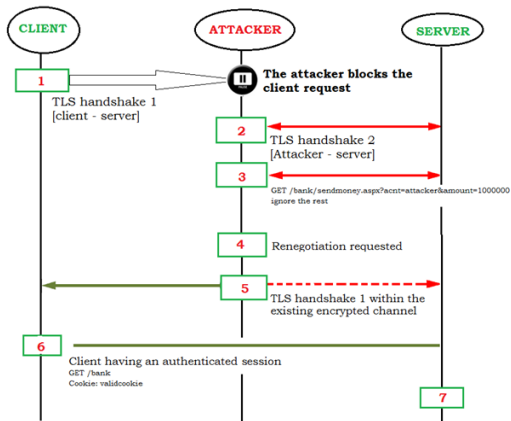 CLIENT
ATTACKER
SERVER
1
The attacker blocks the
client request
TLS handshake 1
[client - server]
2
TLS handshake 2
[Attacker - server]
3
GET /bank/sendmoney.aspx?acnt=attacker&amount=1000000
ignore the rest
4
Renegotiation requested
5
TLS handshake 1 within the
existing encrypted channel
6
Client having an authenticated session
GET /bank
Cookie: validcookie
7